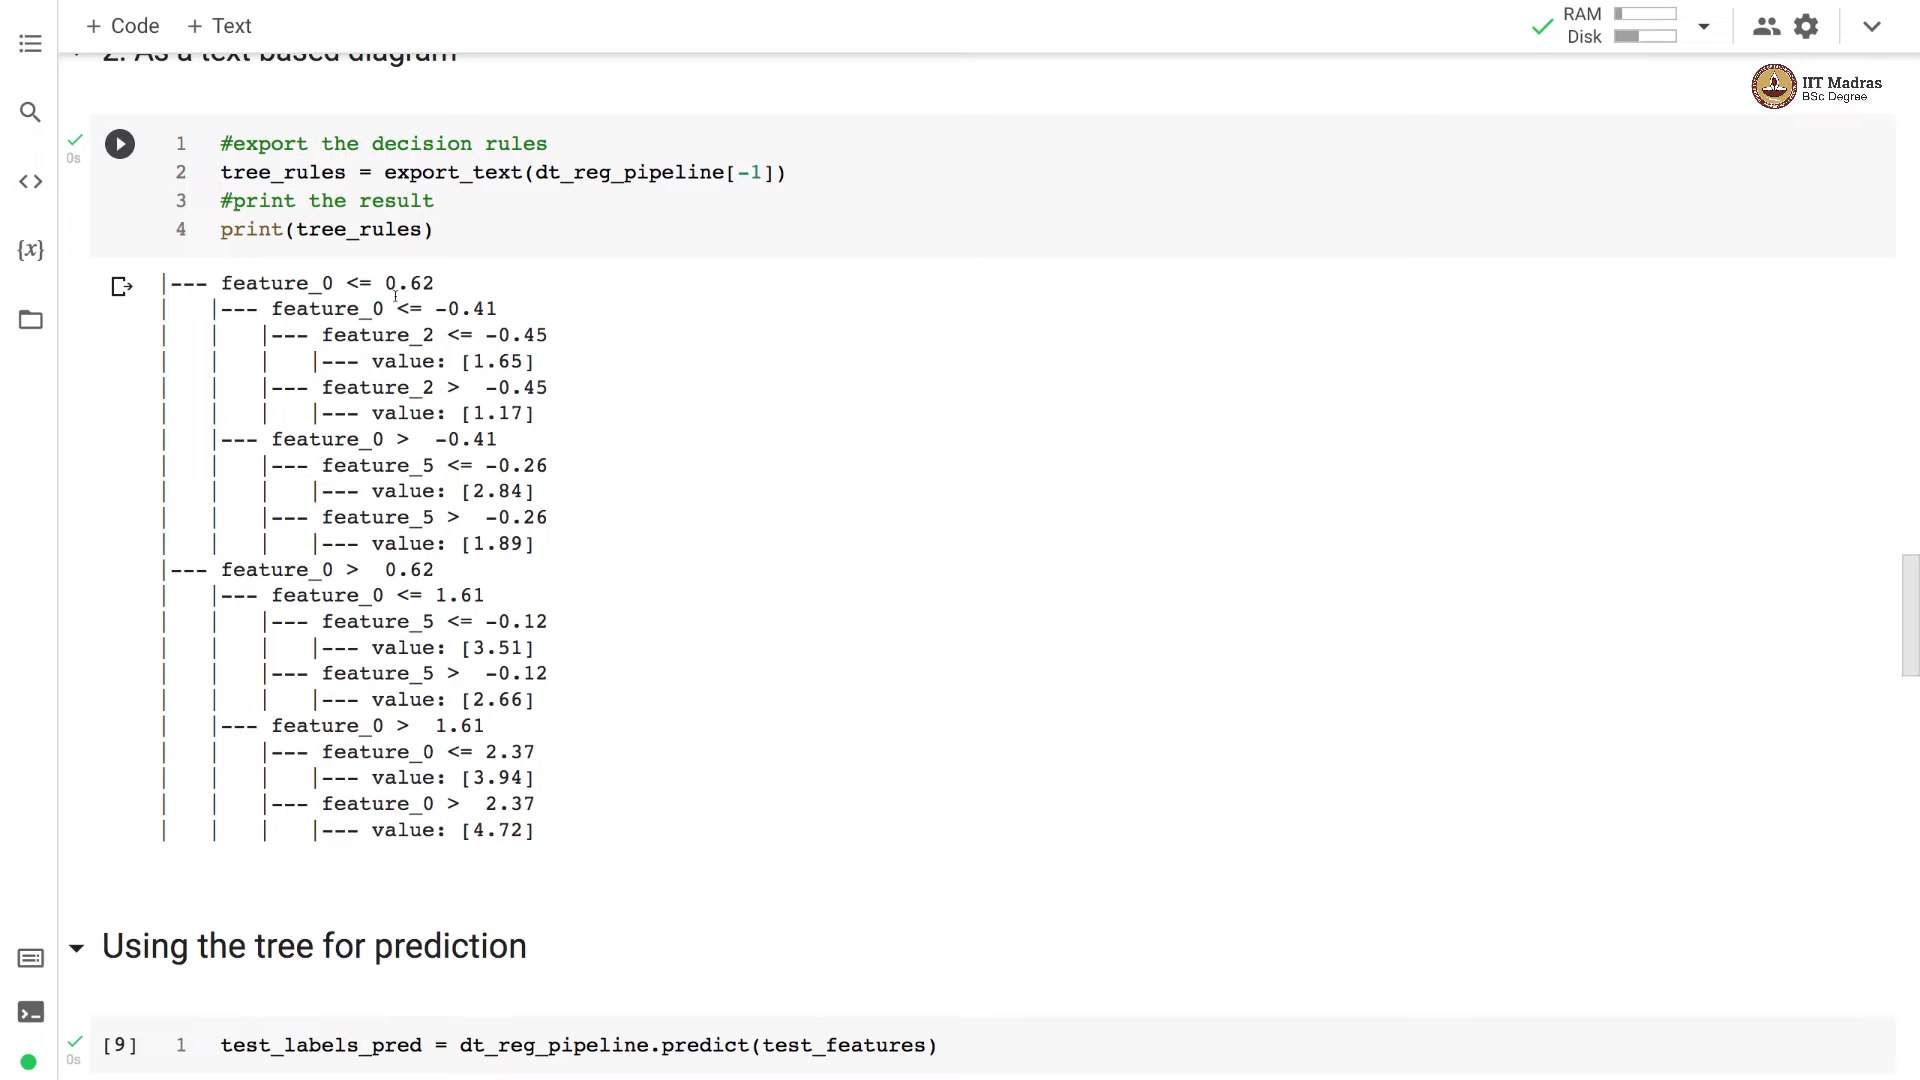 + Code + Text
RAM
Disk
2. As a text based diagram
IIT Madras
BSc Degree
0s
1 #export the decision rules
2 tree_rules = export_text(dt_reg_pipeline[-1])
3 #print the result
4 print(tree_rules)
|--- feature_0 <= 0.62
|   |--- feature_0 <= -0.41
|   |   |--- feature_2 <= -0.45
|   |   |   |--- value: [1.65]
|   |   |--- feature_2 >  -0.45
|   |   |   |--- value: [1.17]
|   |--- feature_0 >  -0.41
|   |   |--- feature_5 <= -0.26
|   |   |   |--- value: [2.84]
|   |   |--- feature_5 >  -0.26
|   |   |   |--- value: [1.89]
|--- feature_0 >  0.62
|   |--- feature_0 <= 1.61
|   |   |--- feature_5 <= -0.12
|   |   |   |--- value: [3.51]
|   |   |--- feature_5 >  -0.12
|   |   |   |--- value: [2.66]
|   |--- feature_0 >  1.61
|   |   |--- feature_0 <= 2.37
|   |   |   |--- value: [3.94]
|   |   |--- feature_0 >  2.37
|   |   |   |--- value: [4.72]
Using the tree for prediction
0s
[9] 1 test_labels_pred = dt_reg_pipeline.predict(test_features)